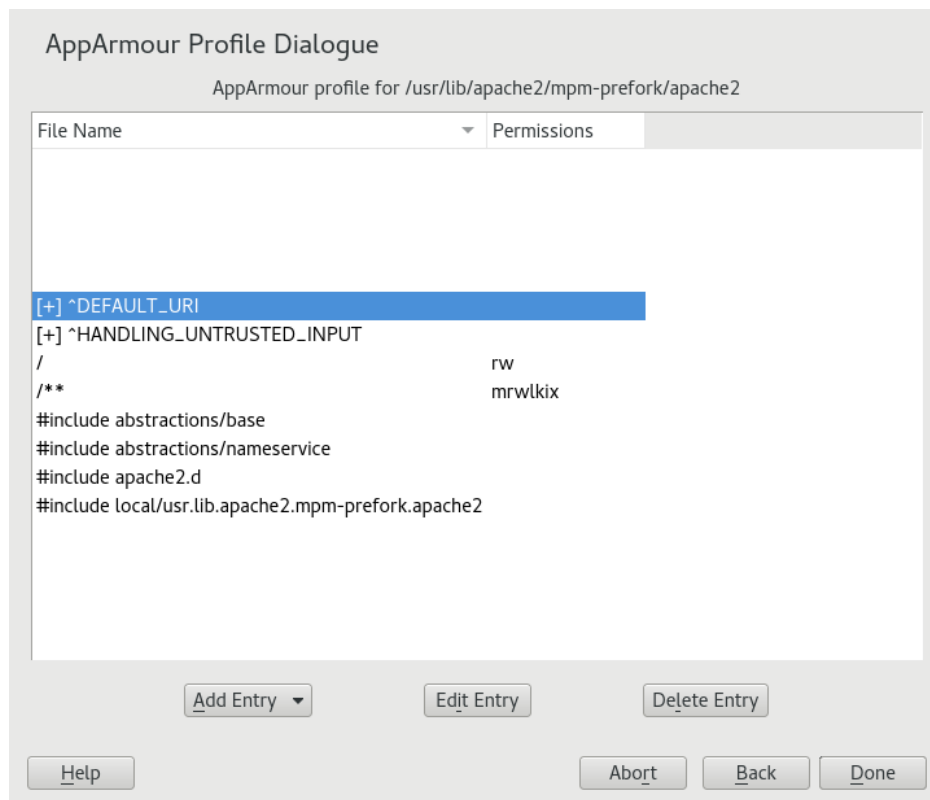 AppArmour Profile Dialogue
AppArmour profile for /usr/lib/apache2/mpm-prefork/apache2
File Name Permissions
[+] ^DEFAULT_URI
[+] ^HANDLING_UNTRUSTED_INPUT
/ rw
/** mrwlkix
#include abstractions/base
#include abstractions/nameservice
#include apache2.d
#include local/usr.lib.apache2.mpm-prefork.apache2
Add Entry Edit Entry Delete Entry
Help Abort Back Done